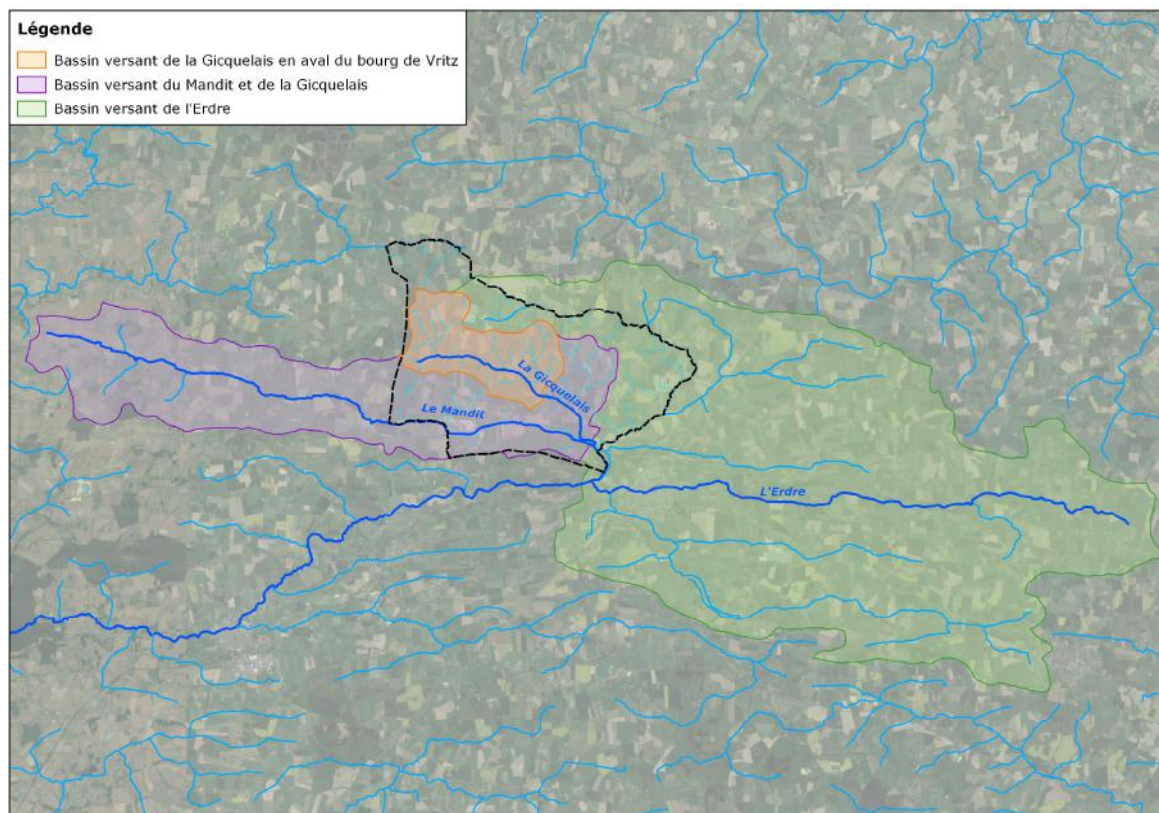 Légende
Bassin versant de la Gicquelais en aval du bourg de Vritz
Bassin versant du Mandit et de la Gicquelais
Bassin versant de l'Erdre
La Gicquelais
Le Mandit
L'Erdre